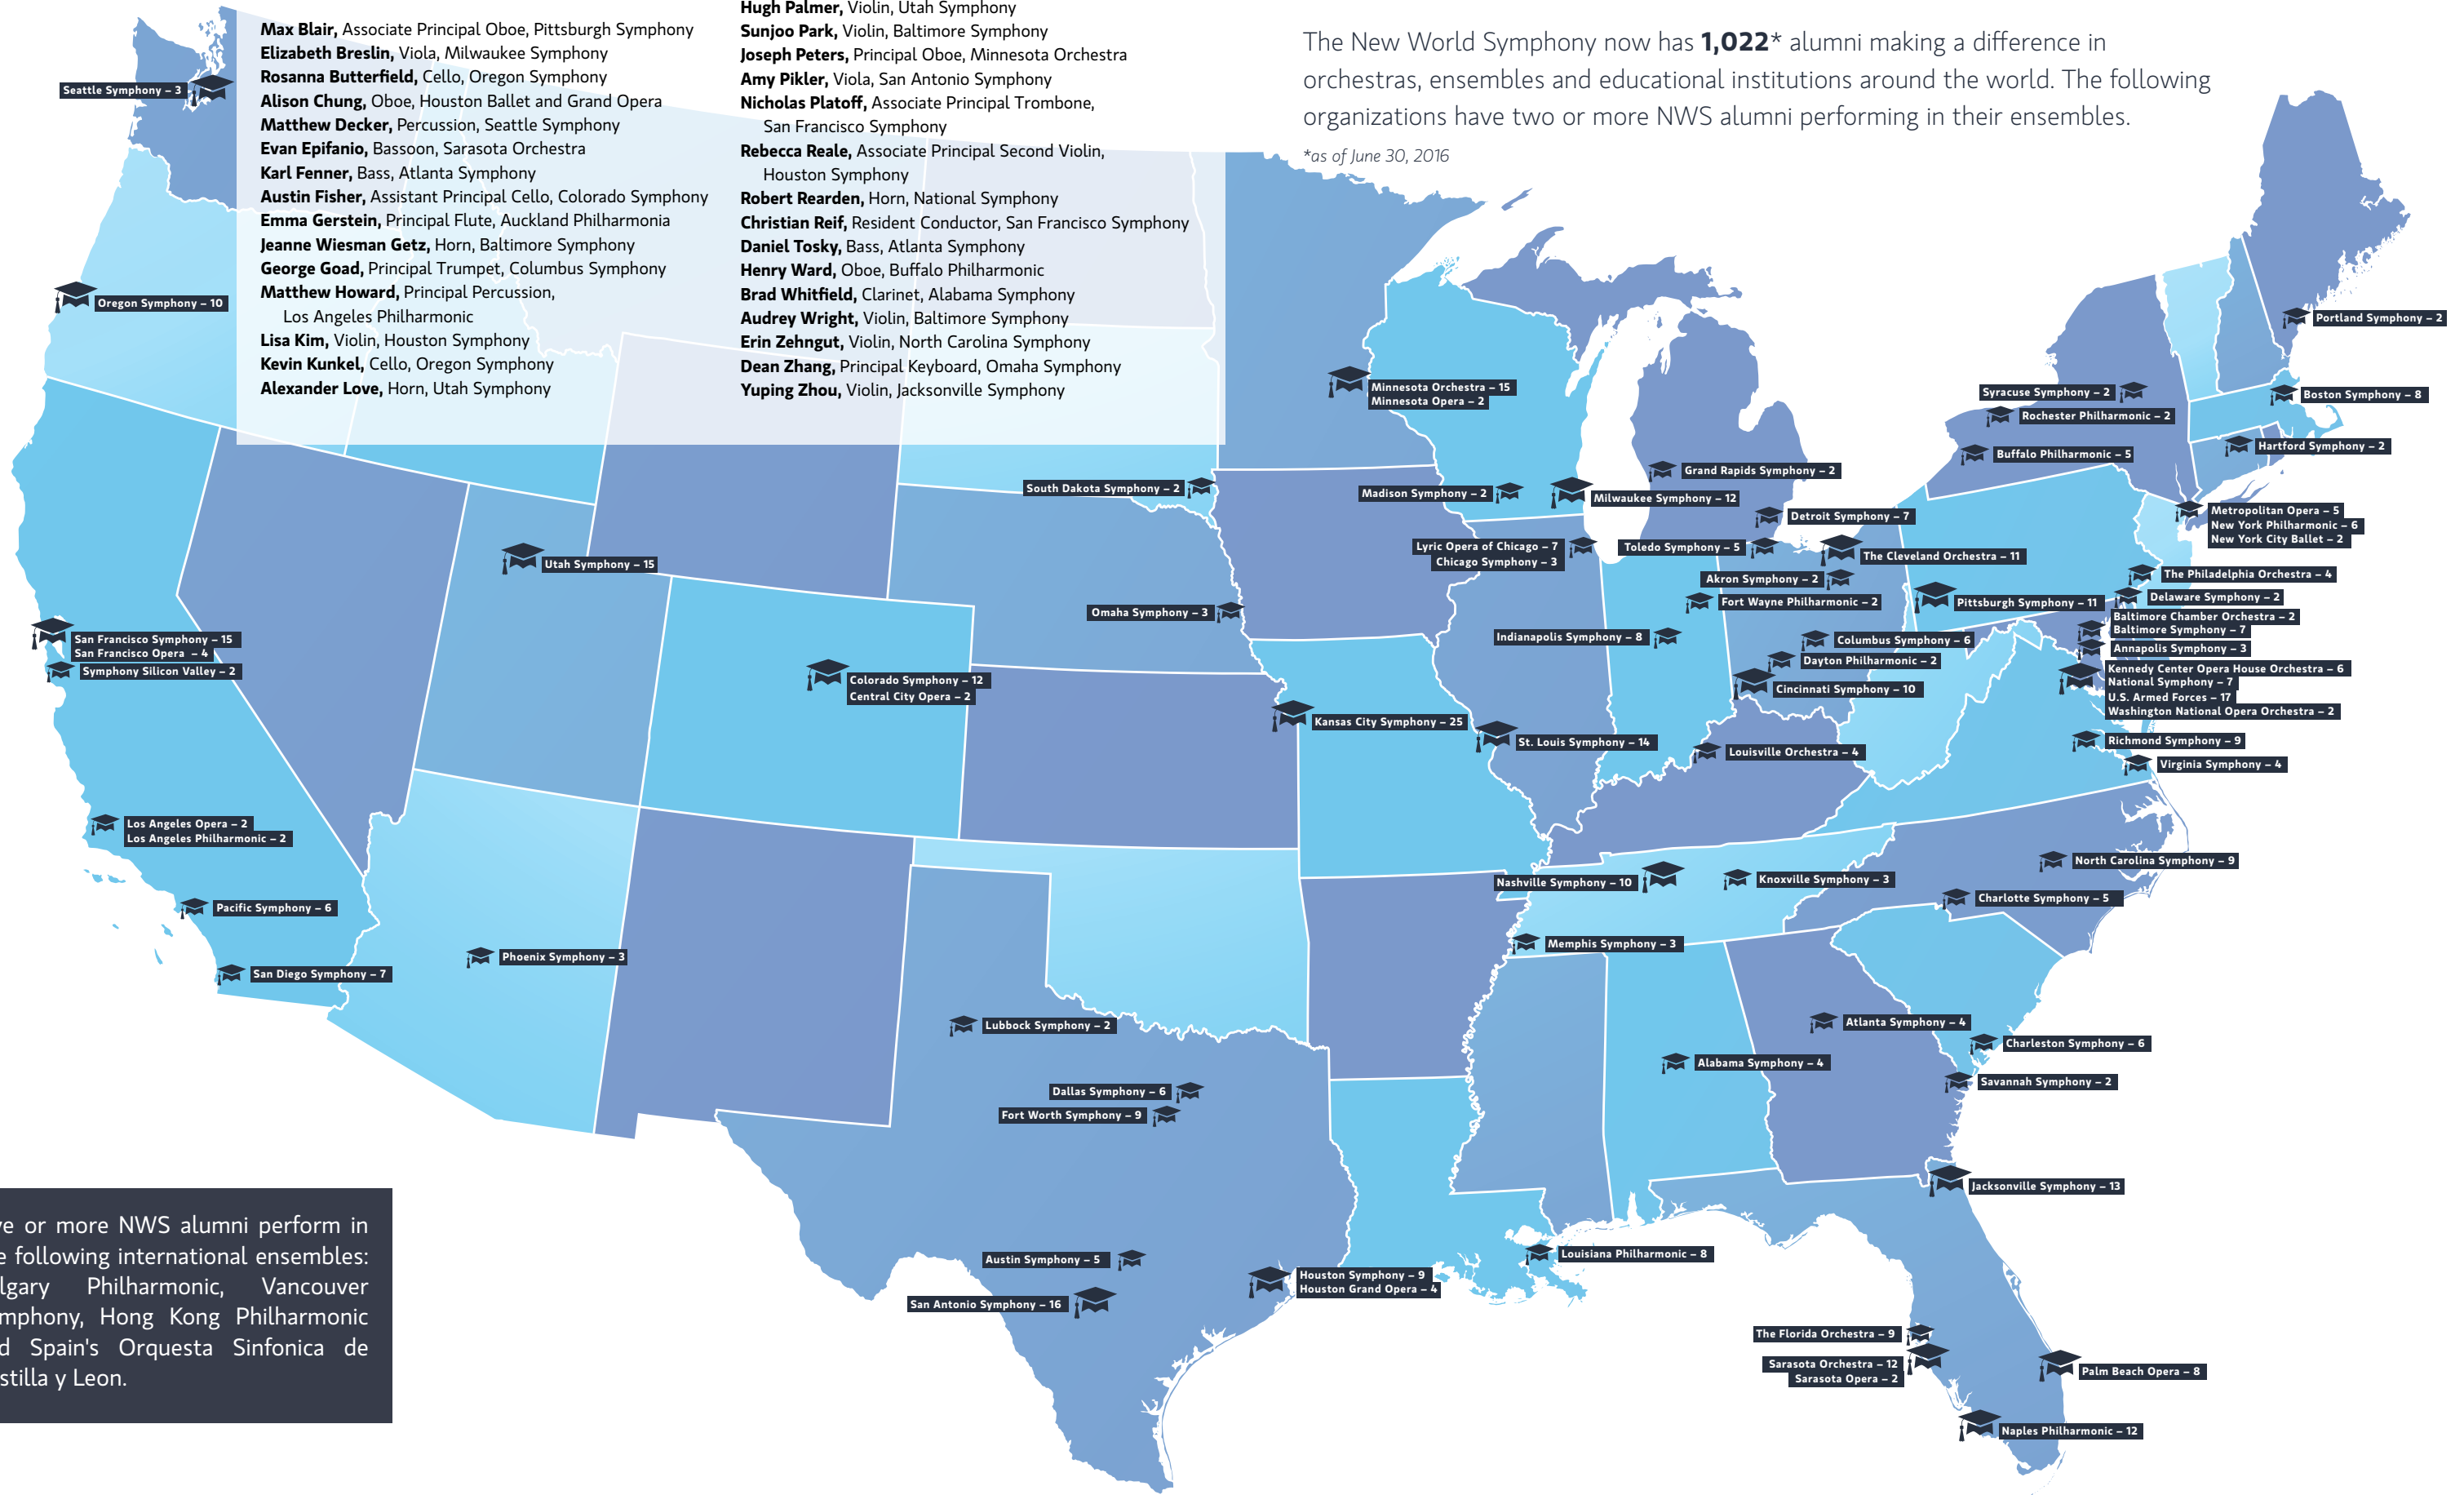 Max Blair, Associate Principal Oboe, Pittsburgh Symphony
Elizabeth Breslin, Viola, Milwaukee Symphony
Rosanna Butterfield, Cello, Oregon Symphony
Alison Chung, Oboe, Houston Ballet and Grand Opera
Matthew Decker, Percussion, Seattle Symphony
Evan Epifanio, Bassoon, Sarasota Orchestra
Karl Fenner, Bass, Atlanta Symphony
Austin Fisher, Assistant Principal Cello, Colorado Symphony
Emma Gerstein, Principal Flute, Auckland Philharmonia
Jeanne Wiesman Getz, Horn, Baltimore Symphony
George Goad, Principal Trumpet, Columbus Symphony
Matthew Howard, Principal Percussion,
Los Angeles Philharmonic
Lisa Kim, Violin, Houston Symphony
Kevin Kunkel, Cello, Oregon Symphony
Alexander Love, Horn, Utah Symphony
Hugh Palmer, Violin, Utah Symphony
Sunjoo Park, Violin, Baltimore Symphony
Joseph Peters, Principal Oboe, Minnesota Orchestra
Amy Pikler, Viola, San Antonio Symphony
Nicholas Platoff, Associate Principal Trombone,
San Francisco Symphony
Rebecca Reale, Associate Principal Second Violin,
Houston Symphony
Robert Rearden, Horn, National Symphony
Christian Reif, Resident Conductor, San Francisco Symphony
Daniel Tosky, Bass, Atlanta Symphony
Henry Ward, Oboe, Buffalo Philharmonic
Brad Whitfield, Clarinet, Alabama Symphony
Audrey Wright, Violin, Baltimore Symphony
Erin Zehngut, Violin, North Carolina Symphony
Dean Zhang, Principal Keyboard, Omaha Symphony
Yuping Zhou, Violin, Jacksonville Symphony
The New World Symphony now has 1,022* alumni making a difference in
orchestras, ensembles and educational institutions around the world. The following
organizations have two or more NWS alumni performing in their ensembles.
*as of June 30, 2016
Seattle Symphony – 3
Oregon Symphony – 10
San Francisco Symphony – 15
San Francisco Opera – 4
Symphony Silicon Valley – 2
Los Angeles Opera – 2
Los Angeles Philharmonic – 2
Pacific Symphony – 6
San Diego Symphony – 7
Utah Symphony – 15
Phoenix Symphony – 3
Colorado Symphony – 12
Central City Opera – 2
South Dakota Symphony – 2
Omaha Symphony – 3
Kansas City Symphony – 25
St. Louis Symphony – 14
Lubbock Symphony – 2
Dallas Symphony – 6
Fort Worth Symphony – 9
Austin Symphony – 5
San Antonio Symphony – 16
Houston Symphony – 9
Houston Grand Opera – 4
Louisiana Philharmonic – 8
Minnesota Orchestra – 15
Minnesota Opera – 2
Madison Symphony – 2
Milwaukee Symphony – 12
Grand Rapids Symphony – 2
Detroit Symphony – 7
Lyric Opera of Chicago – 7
Chicago Symphony – 3
Toledo Symphony – 5
The Cleveland Orchestra – 11
Akron Symphony – 2
Fort Wayne Philharmonic – 2
Indianapolis Symphony – 8
Columbus Symphony – 6
Dayton Philharmonic – 2
Cincinnati Symphony – 10
Louisville Orchestra – 4
Pittsburgh Symphony – 11
Portland Symphony – 2
Syracuse Symphony – 2
Boston Symphony – 8
Rochester Philharmonic – 2
Hartford Symphony – 2
Buffalo Philharmonic – 5
Metropolitan Opera – 5
New York Philharmonic – 6
New York City Ballet – 2
The Philadelphia Orchestra – 4
Delaware Symphony – 2
Baltimore Chamber Orchestra – 2
Baltimore Symphony – 7
Annapolis Symphony – 3
Kennedy Center Opera House Orchestra – 6
National Symphony – 7
U.S. Armed Forces – 17
Washington National Opera Orchestra – 2
Richmond Symphony – 9
Virginia Symphony – 4
North Carolina Symphony – 9
Charlotte Symphony – 5
Nashville Symphony – 10
Knoxville Symphony – 3
Memphis Symphony – 3
Atlanta Symphony – 4
Alabama Symphony – 4
Charleston Symphony – 6
Savannah Symphony – 2
Jacksonville Symphony – 13
The Florida Orchestra – 9
Sarasota Orchestra – 12
Sarasota Opera – 2
Palm Beach Opera – 8
Naples Philharmonic – 12
or more NWS alumni perform in
following international ensembles:
Philharmonic, Vancouver
Hong Kong Philharmonic
Spain's Orquesta Sinfonica de
y Leon.